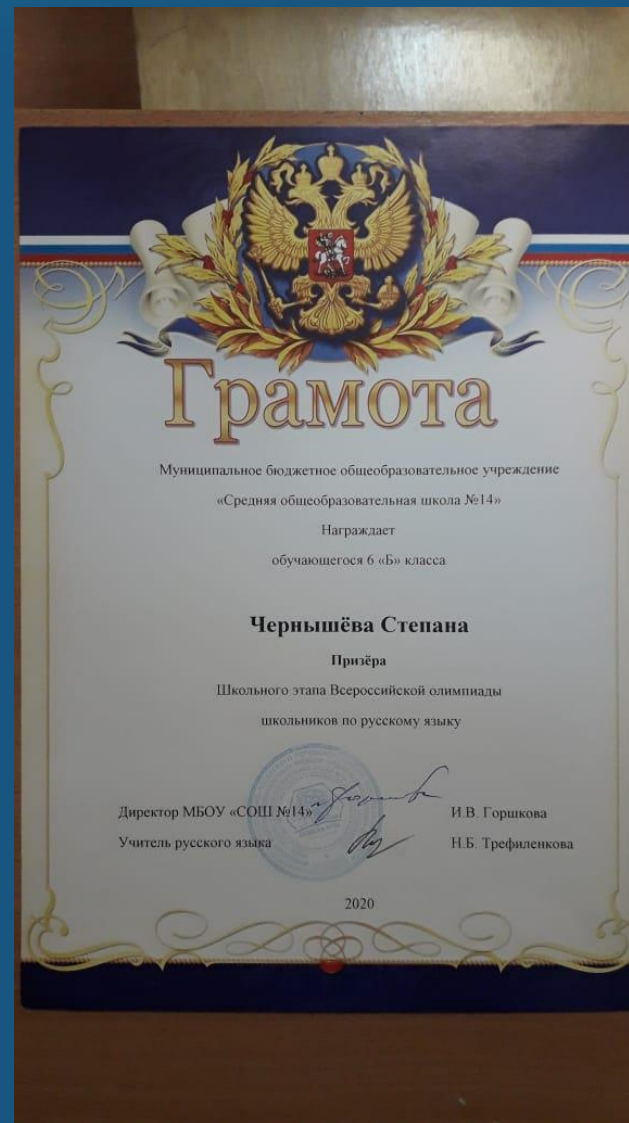 Грамота
Муниципальное бюджетное общеобразовательное учреждение
«Средняя общеобразовательная школа №14»
Награждает
обучающегося 6 «Б» класса
Чернышёва Степана
Призёра
Школьного этапа Всероссийской олимпиады
школьников по русскому языку
Директор МБОУ «СОШ №14» И.В. Горшкова
Учитель русского языка Н.Б. Трефиленкова
2020